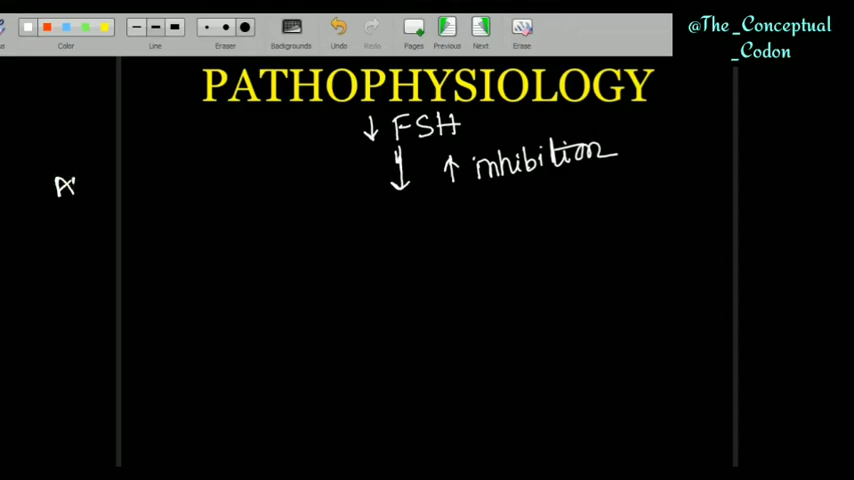 Color
Line
Eraser
Backgrounds
Undo
Redo
Pages
Previous
Next
Erase
@The_Conceptual
_Codon
PATHOPHYSIOLOGY
↓ FSH
↓ ↑ inhibition
A